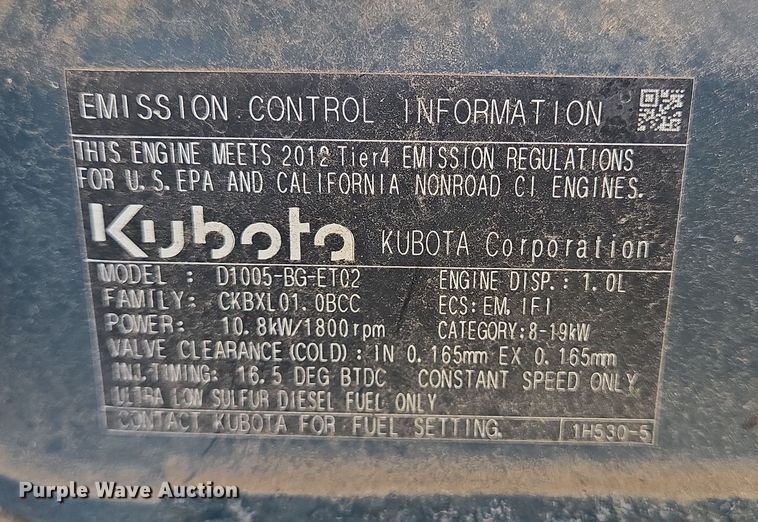 EMISSION CONTROL INFORMATION
THIS ENGINE MEETS 2012 Tier4 EMISSION REGULATIONS
FOR U.S.EPA AND CALIFORNIA NONROAD CI ENGINES.
Kubota KUBOTA Corporation
MODEL : D1005-BG-ET02 ENGINE DISP.: 1.0L
FAMILY: CKBXL01.0BCC ECS:EM,IFI
POWER: 10.8kW/1800rpm CATEGORY:8-19kW
VALVE CLEARANCE(COLD): IN 0.165mm EX 0.165mm
INJ.TIMING: 16.5 DEG BTDC CONSTANT SPEED ONLY
ULTRA LOW SULFUR DIESEL FUEL ONLY
CONTACT KUBOTA FOR FUEL SETTING. 1H530-5
Purple Wave Auction